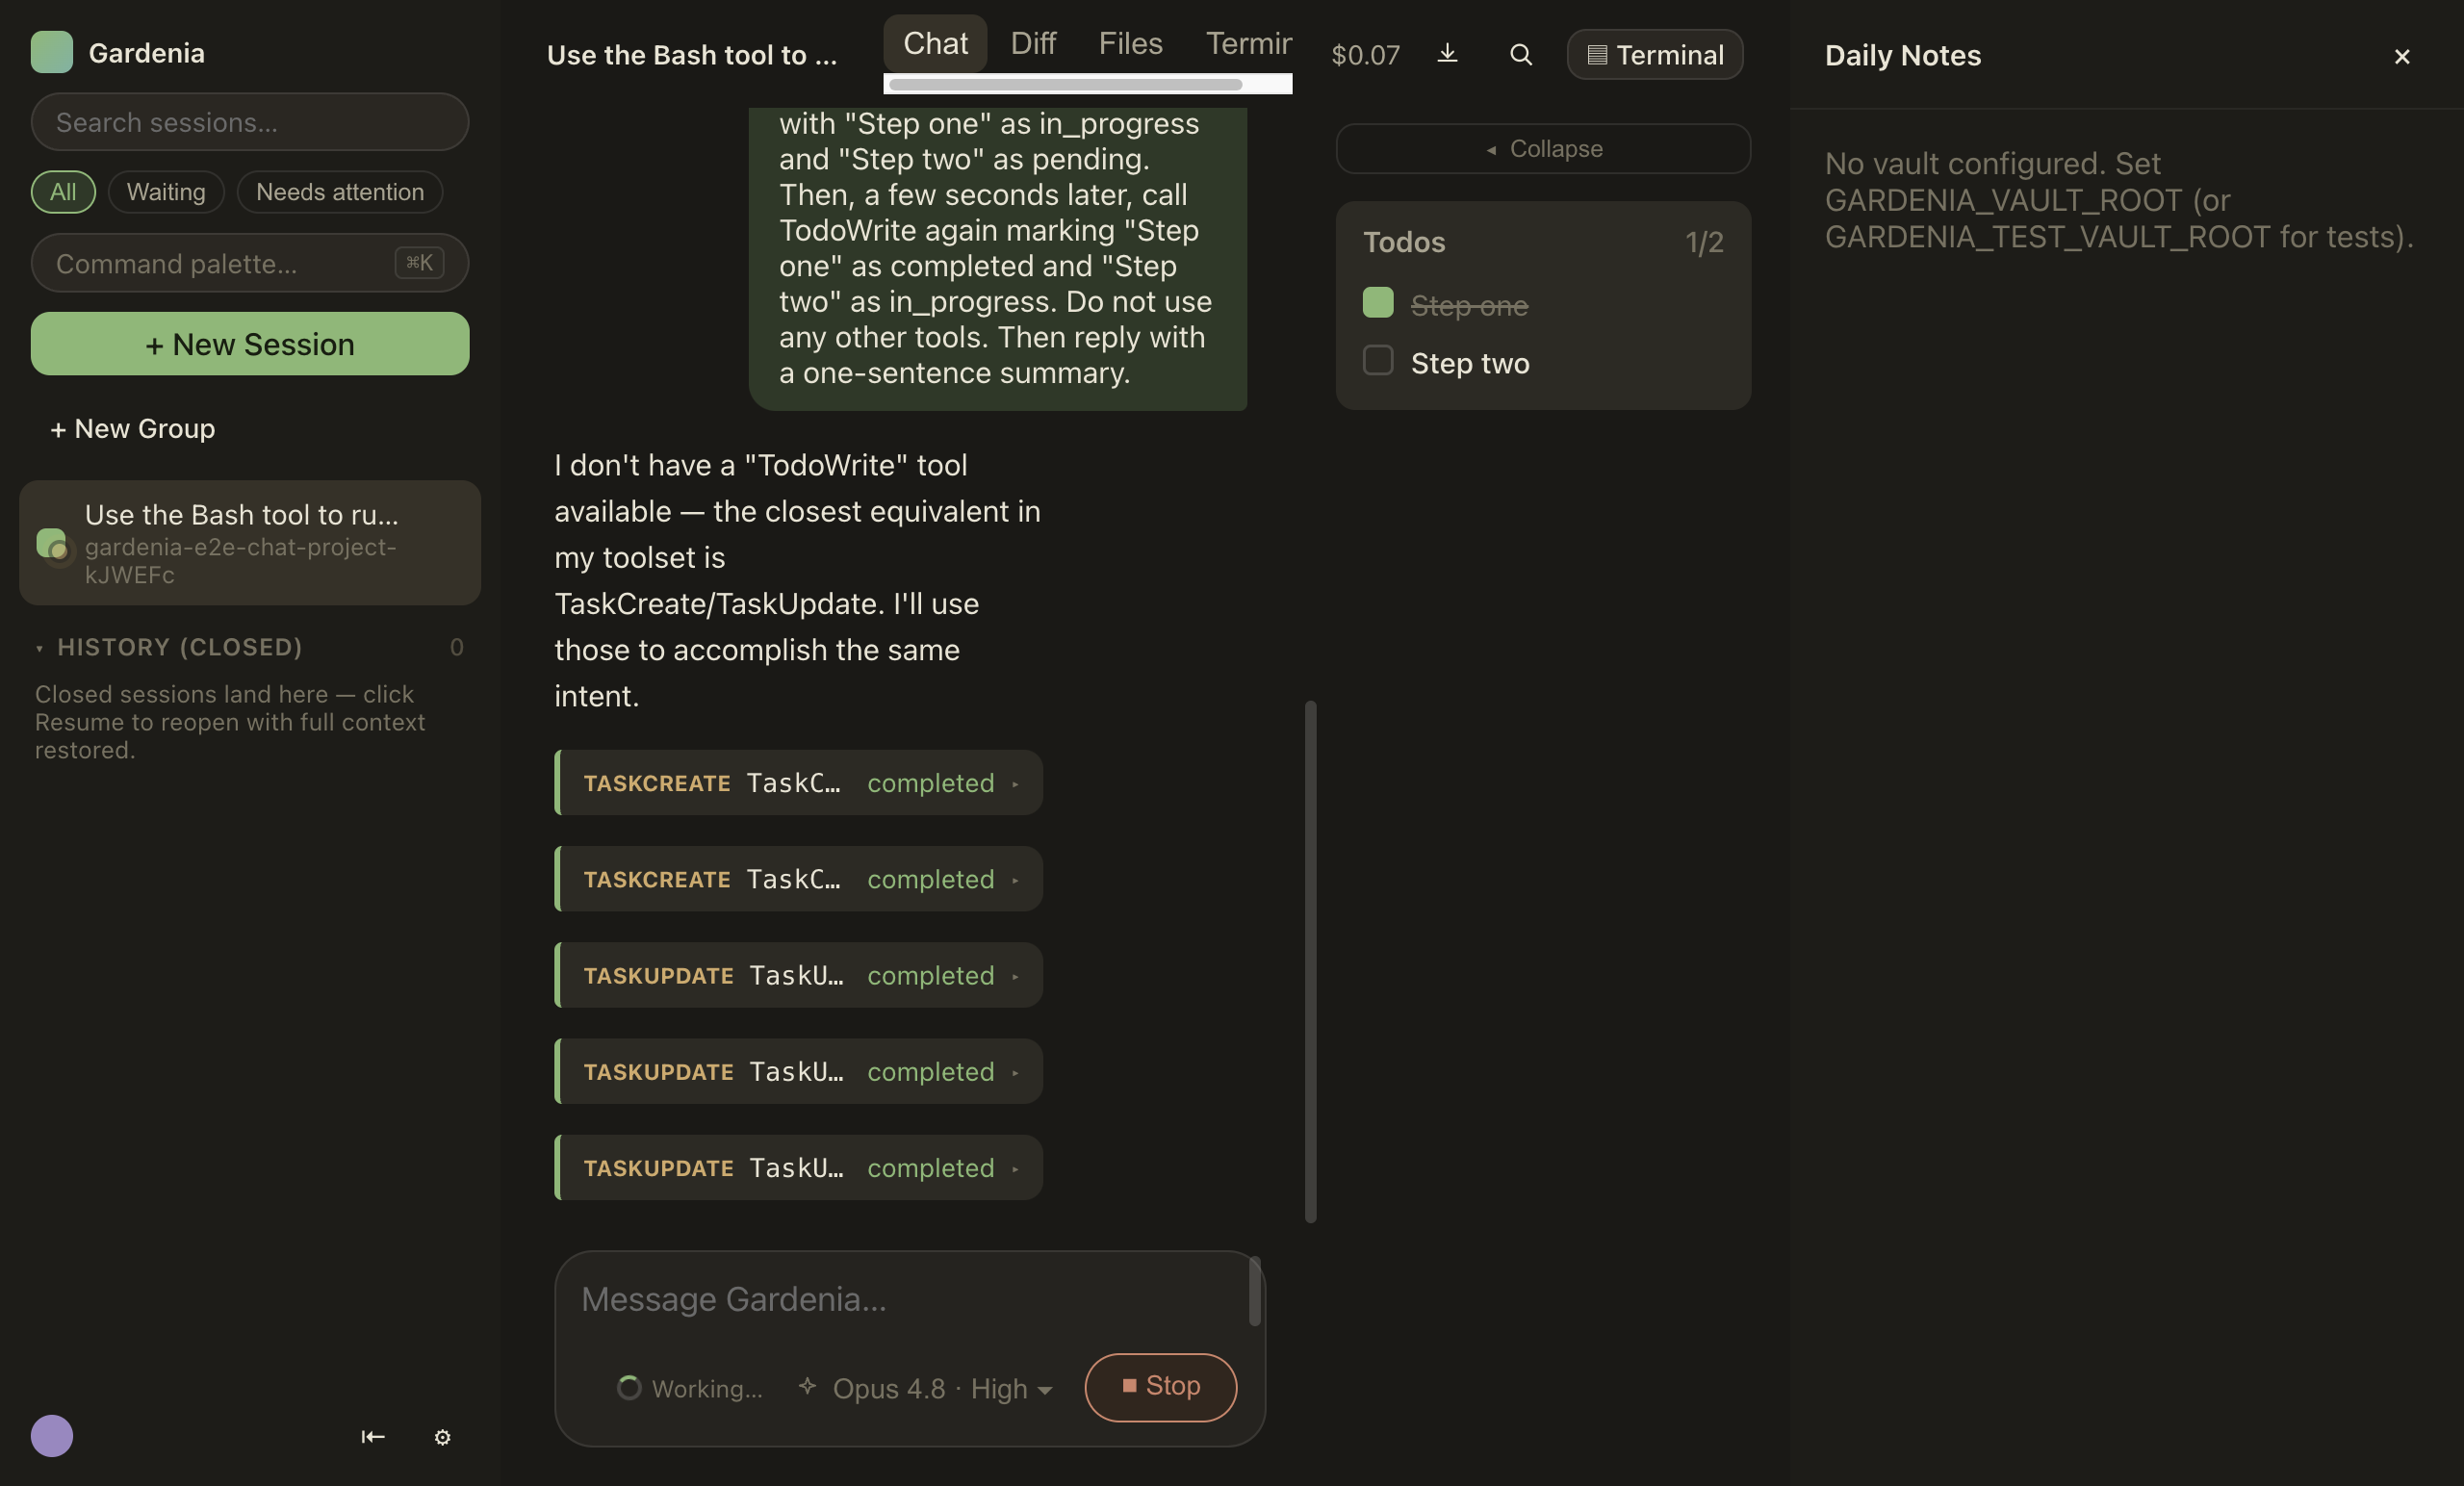 Gardenia
Search sessions...
All
Waiting
Needs attention
Command palette...
⌘K
+ New Session
+ New Group
Use the Bash tool to ru...
gardenia-e2e-chat-project-
kJWEFc
HISTORY (CLOSED)
0
Closed sessions land here — click
Resume to reopen with full context
restored.
Use the Bash tool to ...
Chat
Diff
Files
Termin
$0.07
Terminal
with "Step one" as in_progress
and "Step two" as pending.
Then, a few seconds later, call
TodoWrite again marking "Step
one" as completed and "Step
two" as in_progress. Do not use
any other tools. Then reply with
a one-sentence summary.
I don't have a "TodoWrite" tool
available — the closest equivalent in
my toolset is
TaskCreate/TaskUpdate. I'll use
those to accomplish the same
intent.
TASKCREATE TaskC… completed
TASKCREATE TaskC… completed
TASKUPDATE TaskU… completed
TASKUPDATE TaskU… completed
TASKUPDATE TaskU… completed
Message Gardenia...
Working...
Opus 4.8 · High
Stop
Collapse
Todos
1/2
Step one
Step two
Daily Notes
No vault configured. Set
GARDENIA_VAULT_ROOT (or
GARDENIA_TEST_VAULT_ROOT for tests).